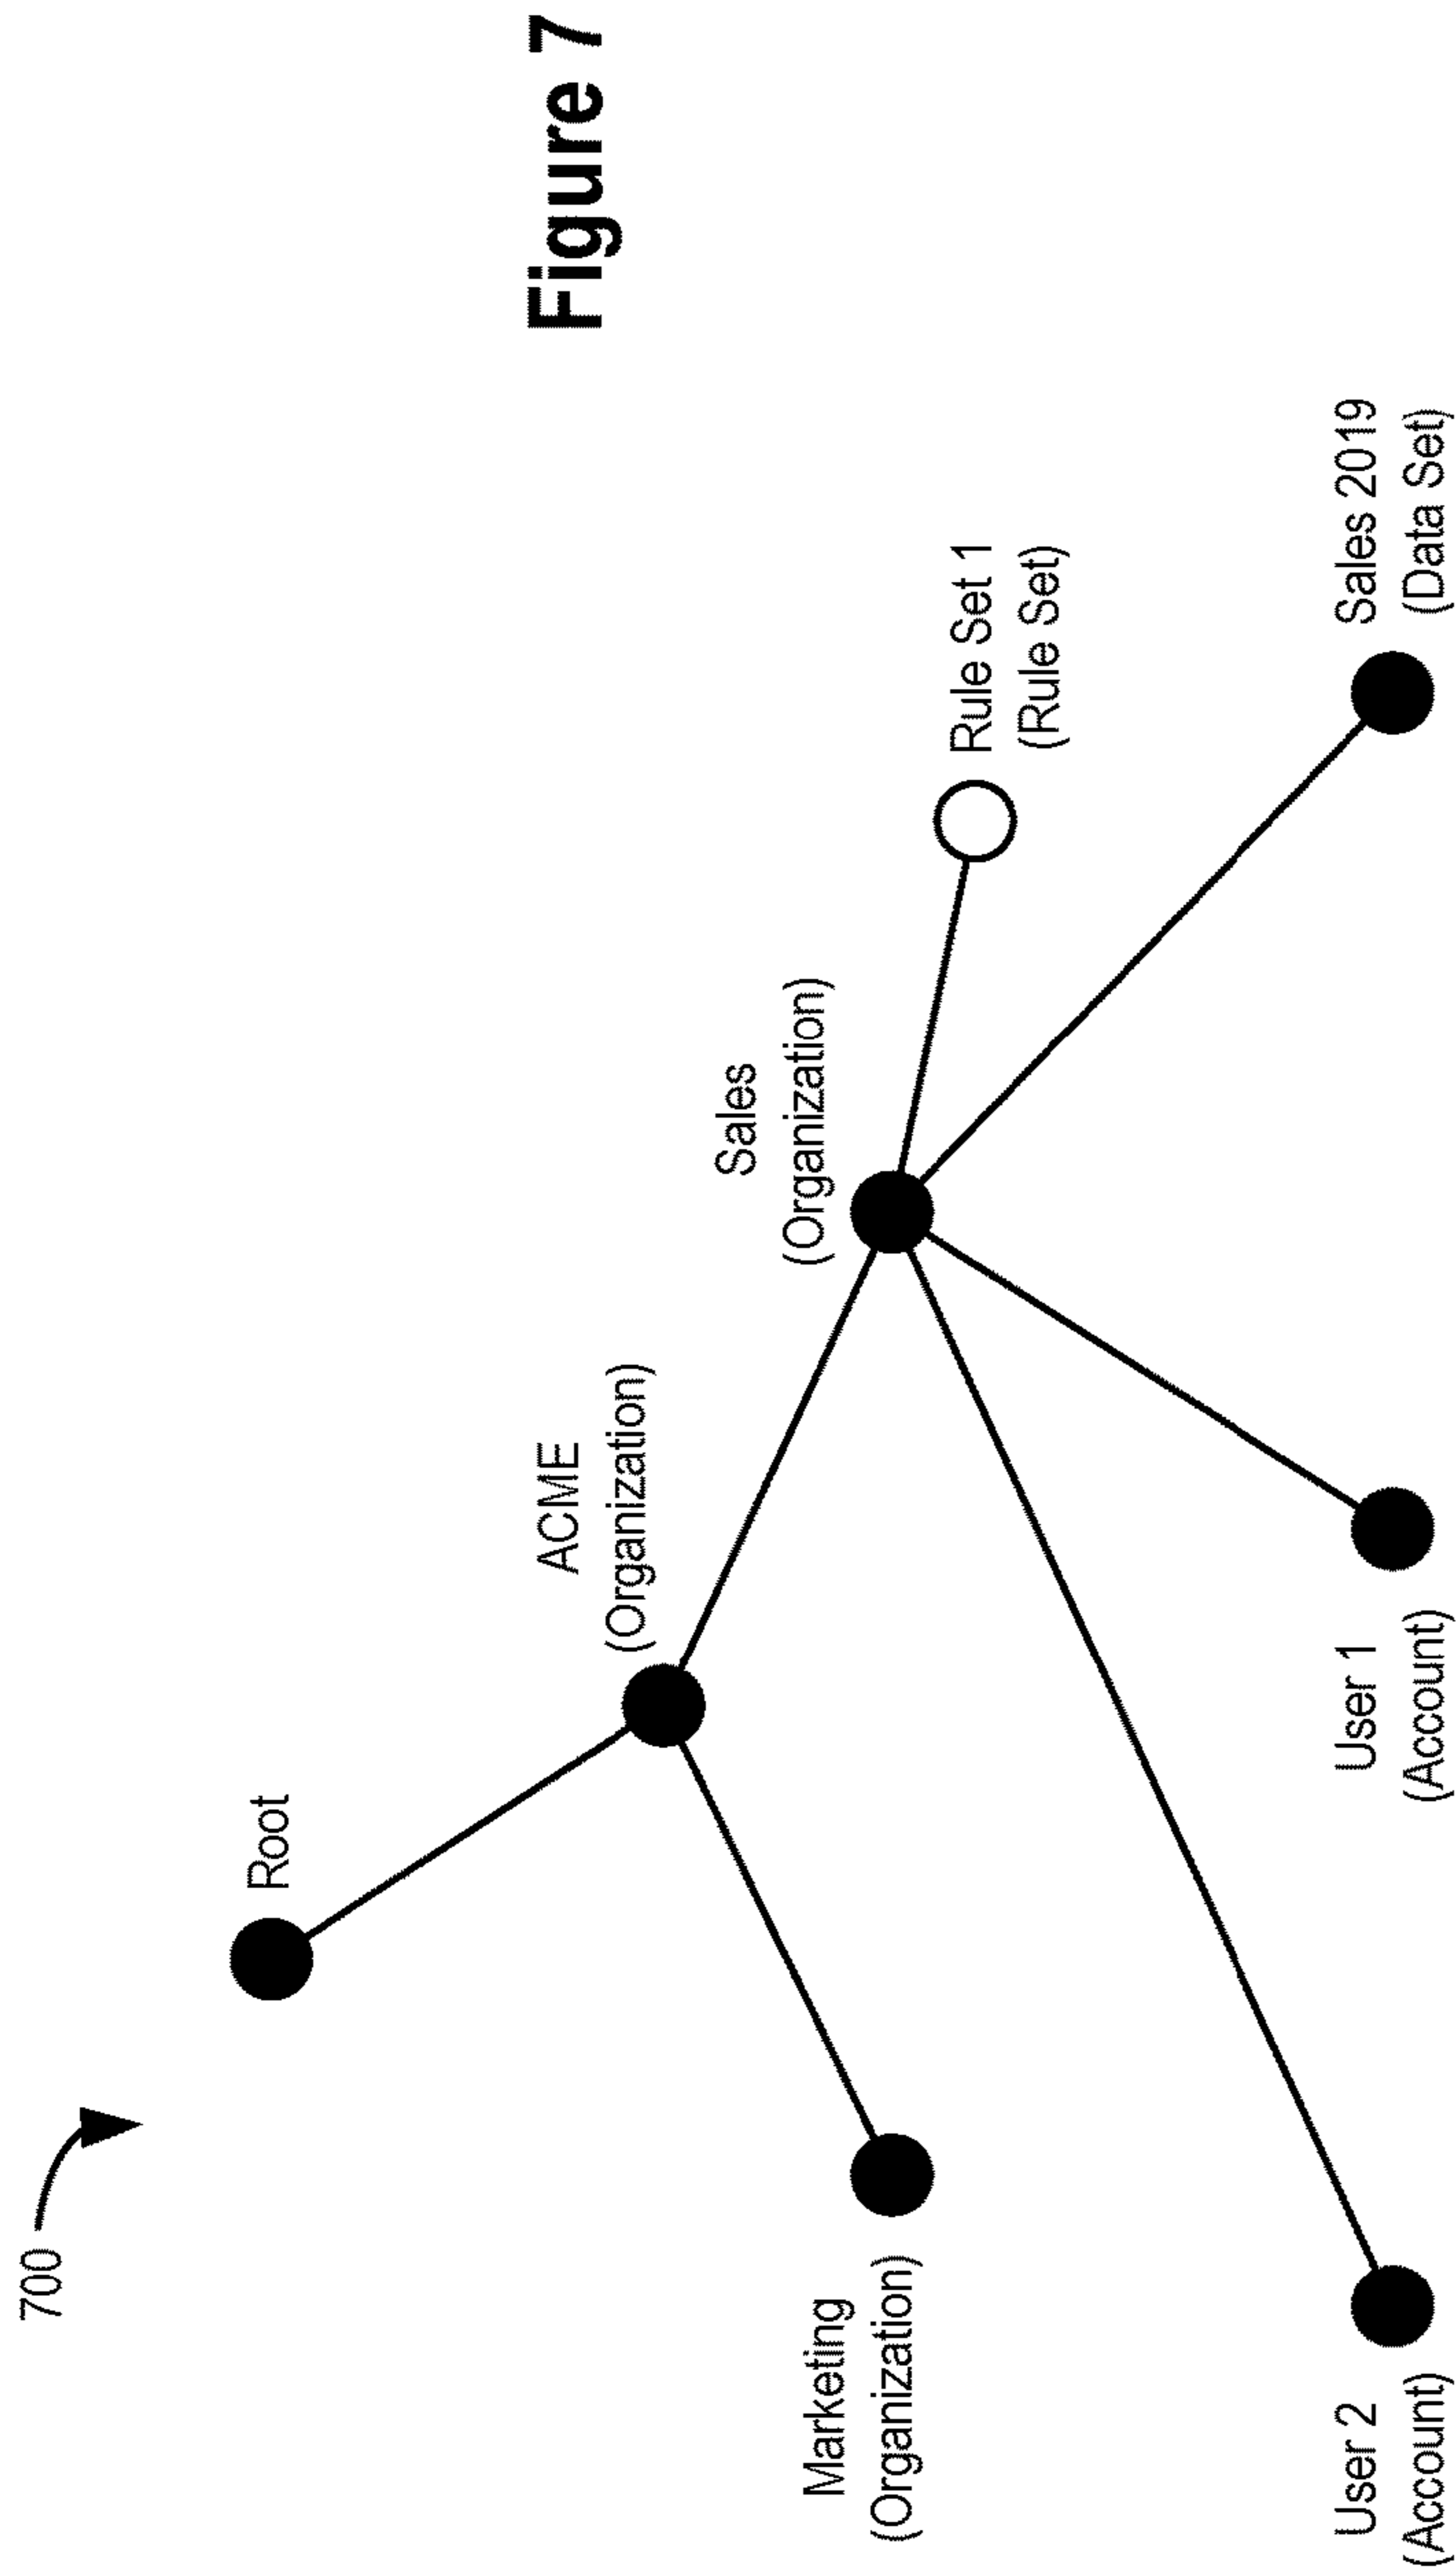 700
Root
ACME
(Organization)
Sales
(Organization)
Marketing
(Organization)
Rule Set 1
(Rule Set)
User 2
(Account)
User 1
(Account)
Sales 2019
(Data Set)
Figure 7